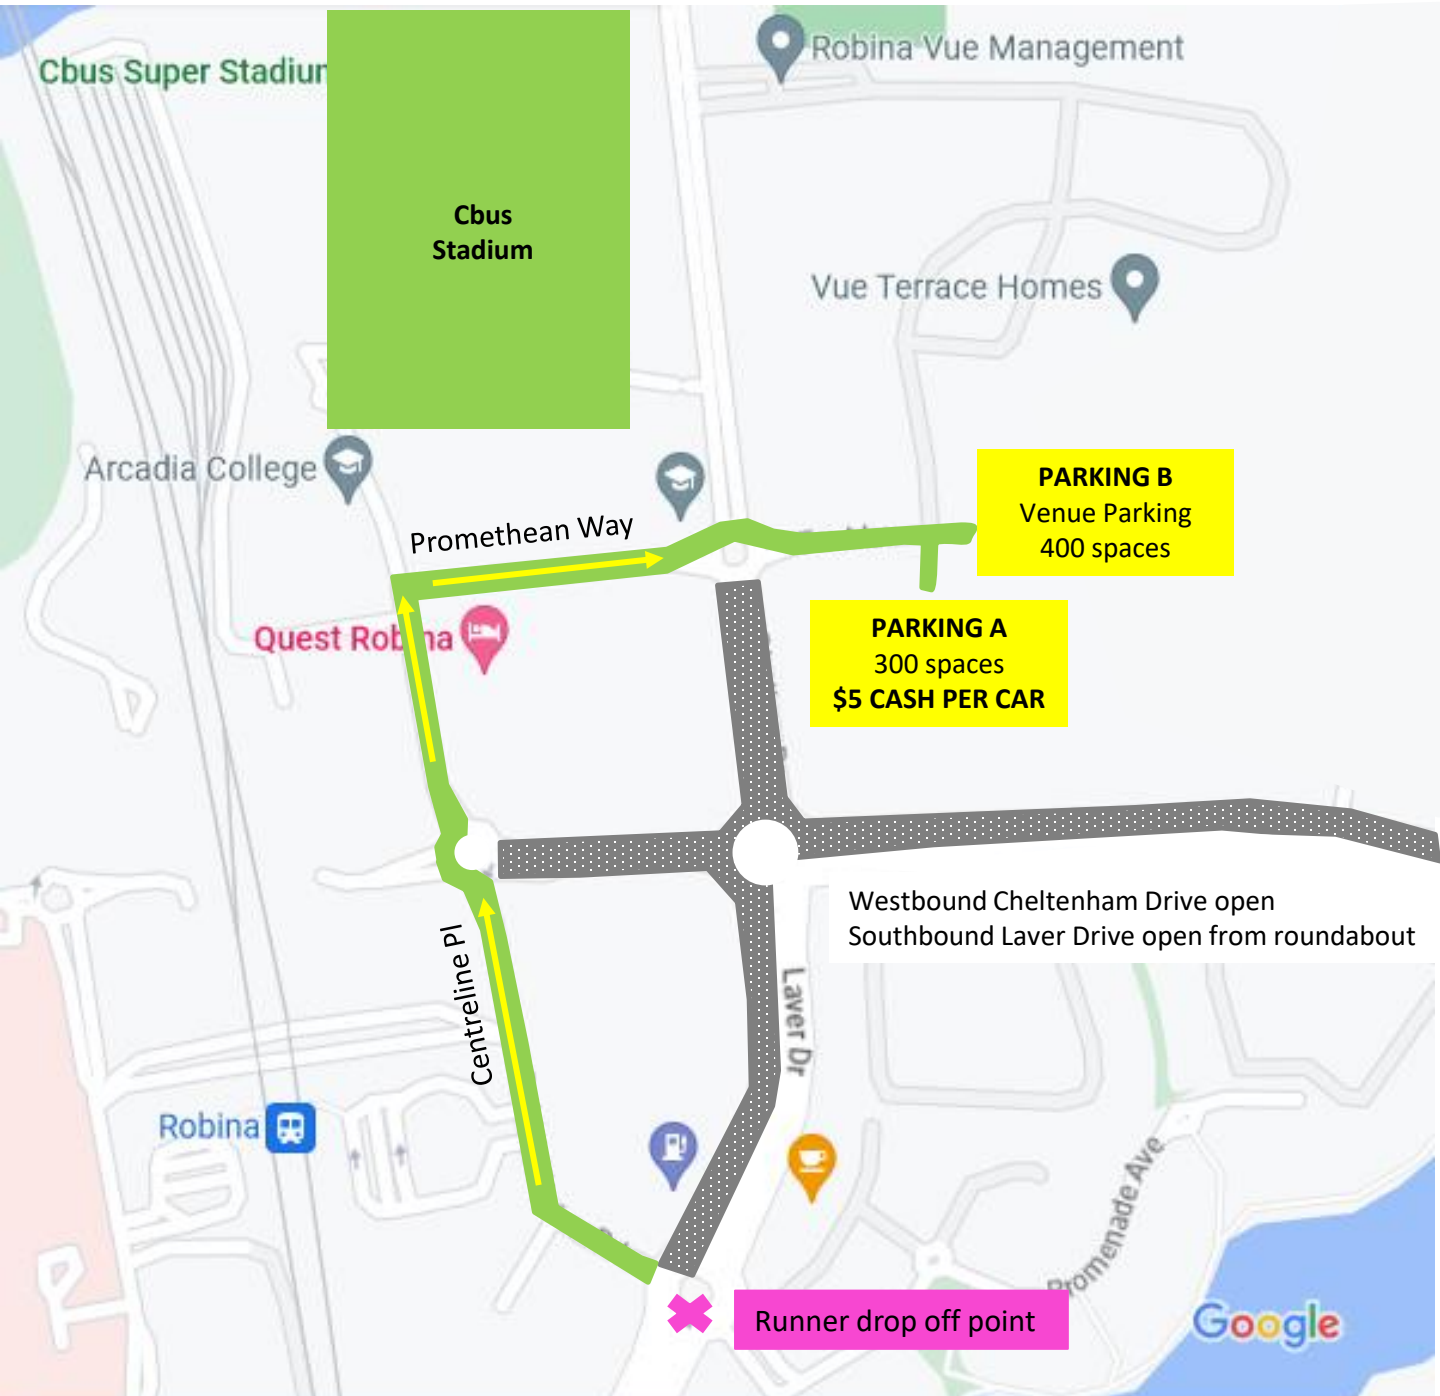 Robina Vue Management
Cbus Super Stadiu
Cbus
Stadium
Vue Terrace Homes
Arcadia College
PARKING B
Venue Parking
400 spaces
Promethean Way
PARKING A
300 spaces
$5 CASH PER CAR
Quest Robina
Westbound Cheltenham Drive open
Southbound Laver Drive open from roundabout
Centreline Pl
Laver Dr
Robina
Promenade Ave
Runner drop off point
Google